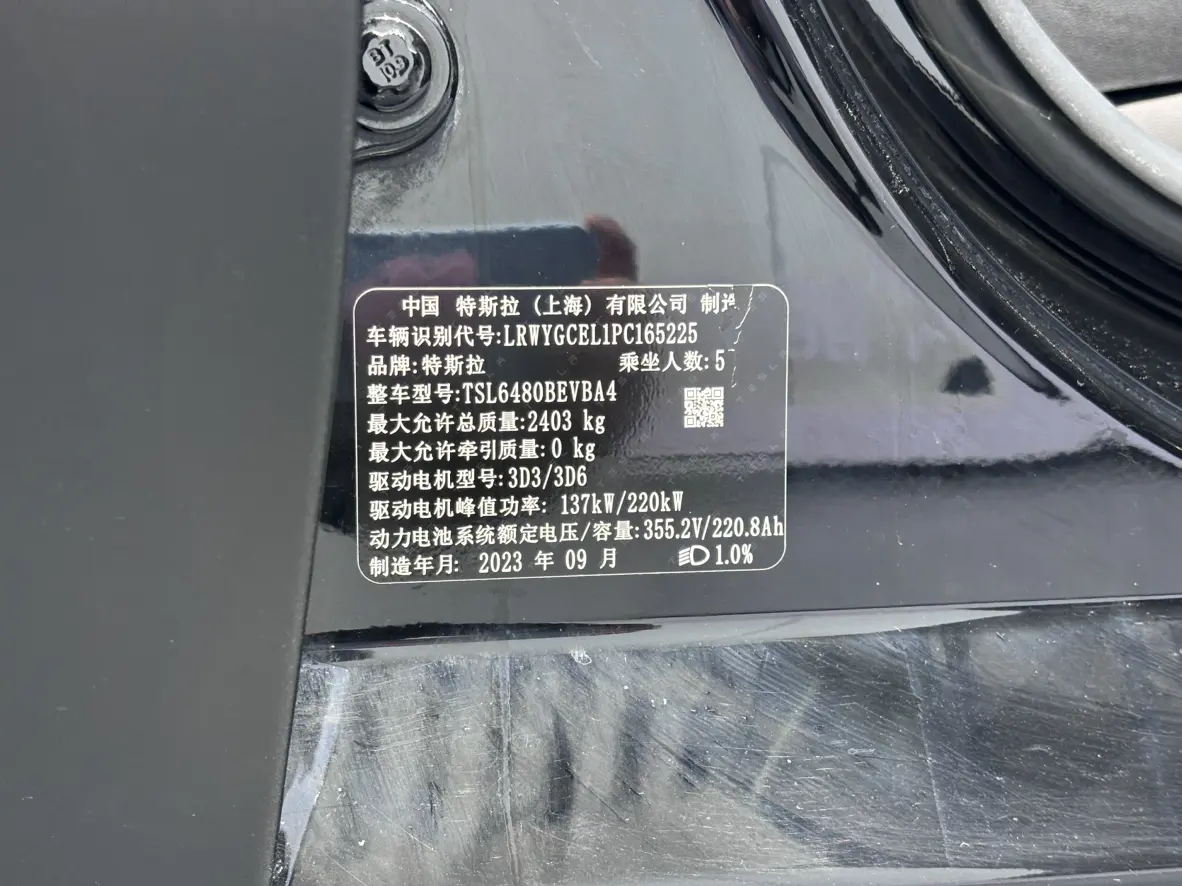 中国 特斯拉 (上海) 有限公司 制造
车辆识别代号:LRWYGCEL1PC165225
品牌:特斯拉 乘坐人数:5
整车型号:TSL6480BEVBA4
最大允许总质量:2403 kg
最大允许牵引质量:0 kg
驱动电机型号:3D3/3D6
驱动电机峰值功率: 137kW/220kW
动力电池系统额定电压/容量:355.2V/220.8Ah
制造年月: 2023 年 09 月 1.0%